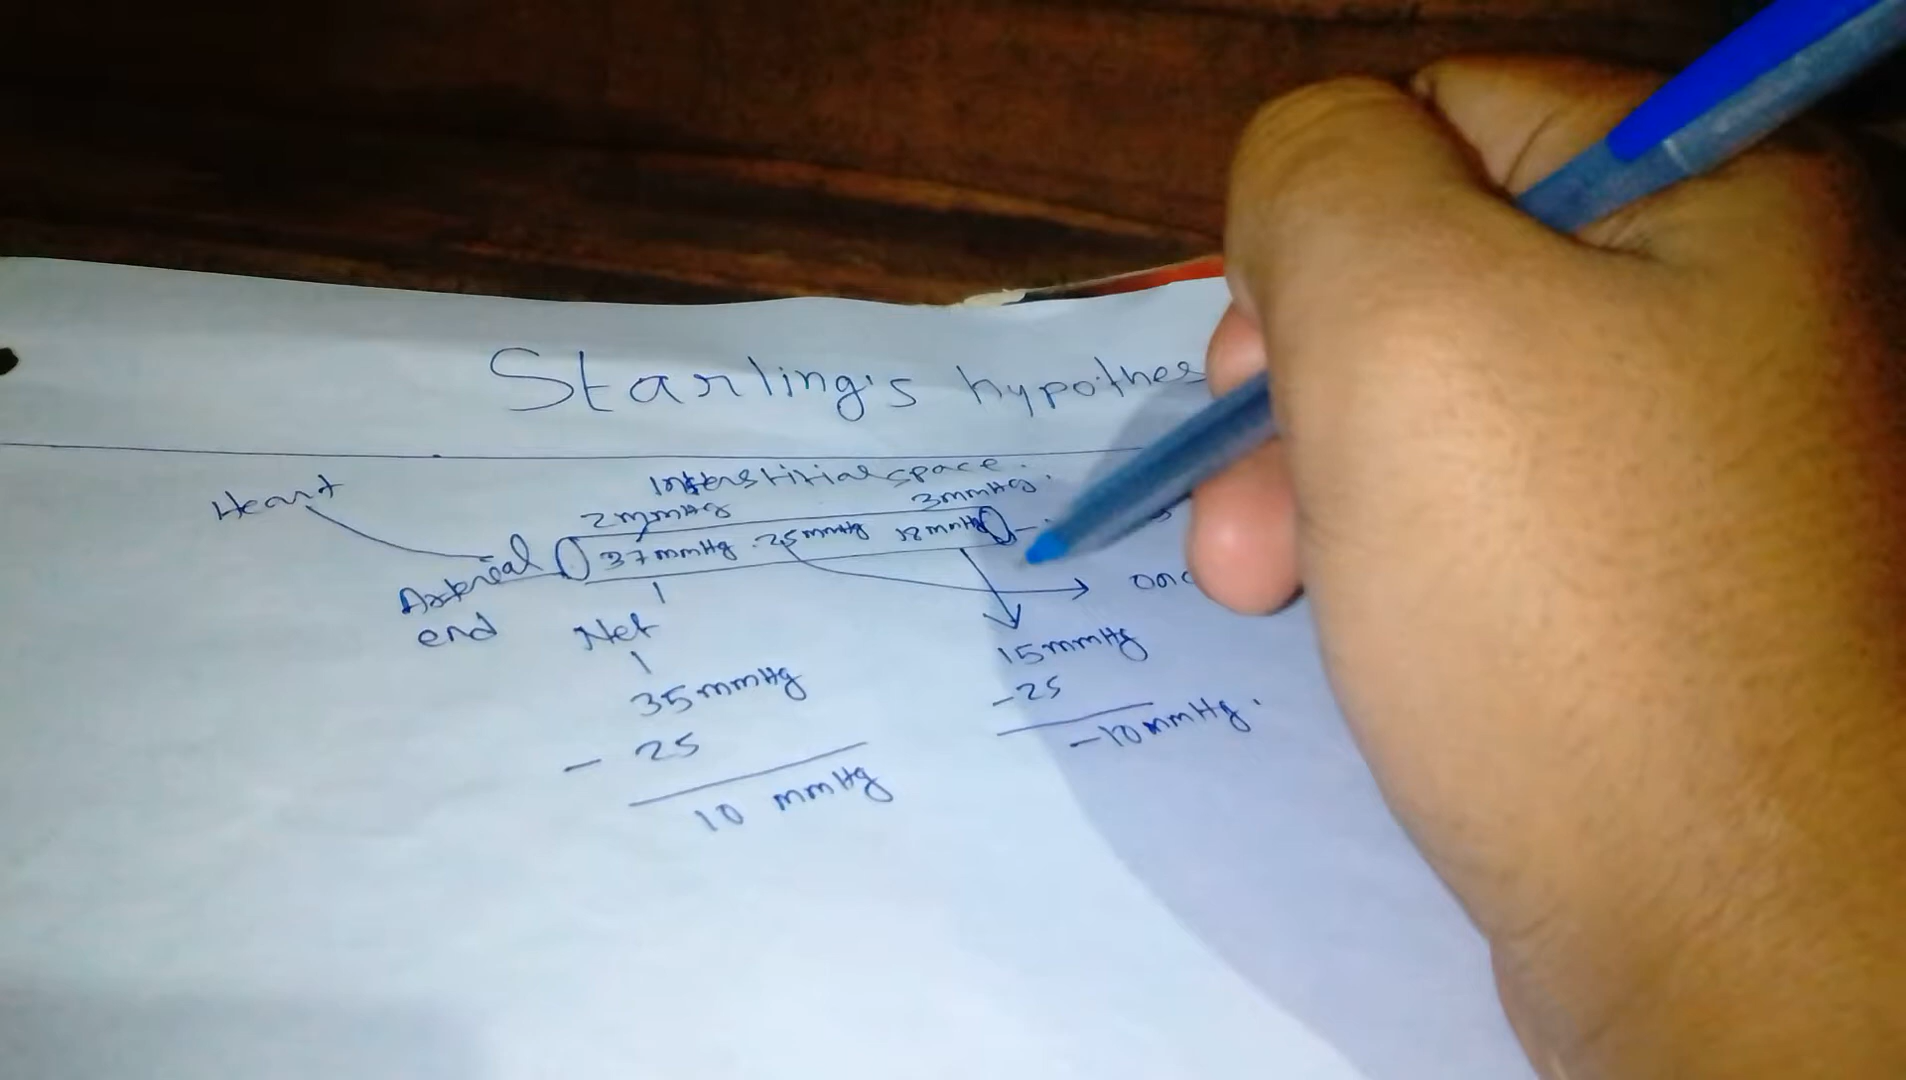 Starling's hypothes
Heart
Interstitial space.
2mmHg
3mmHg.
37mmHg 25mmHg 18mmHg
Arterial
end
onc
Net
15mmHg
-25
-10mmHg.
35mmHg
- 25
10 mmHg